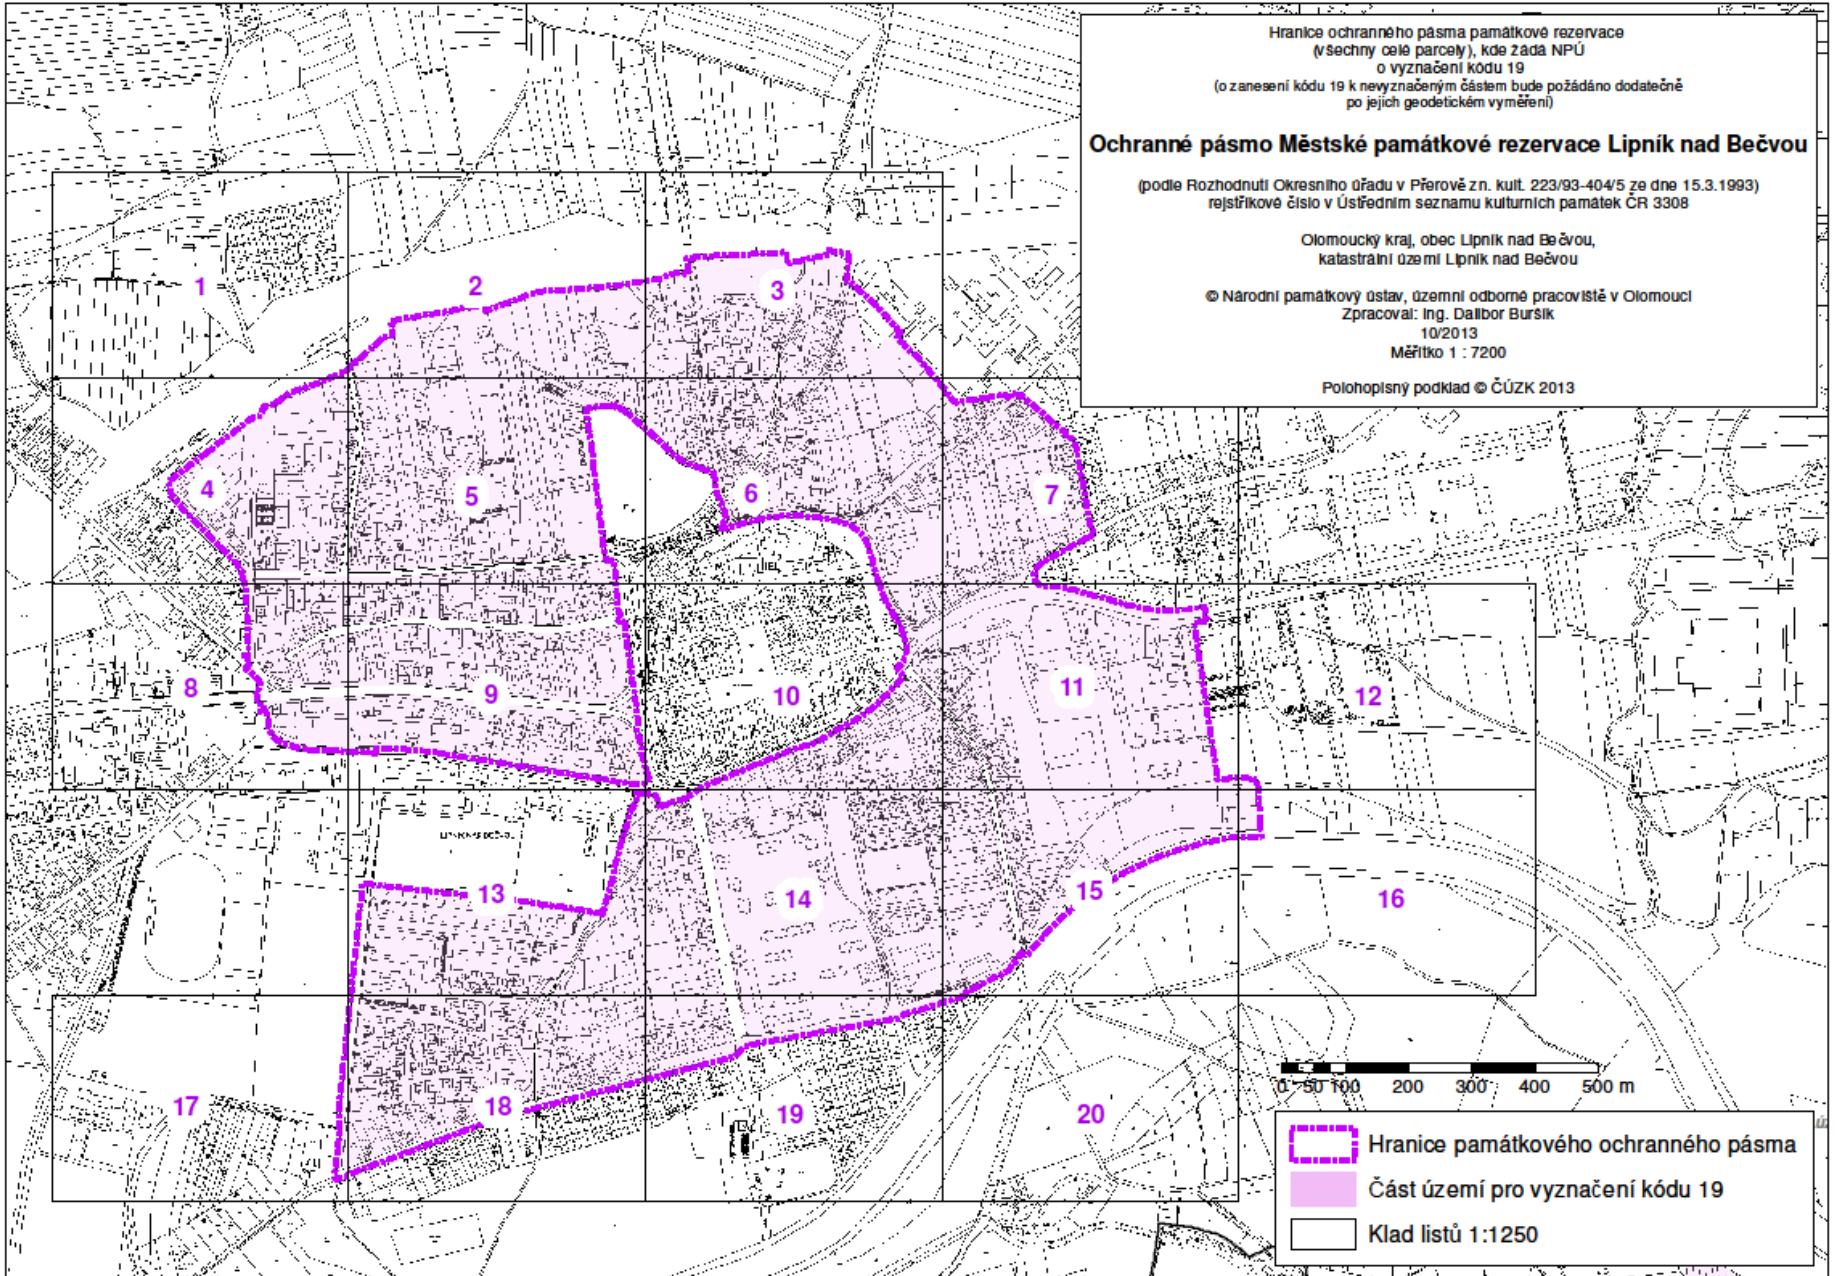 Hranice ochranného pásma památkové rezervace
(všechny celé parcely), kde žádá NPÚ
o vyznačení kódu 19
(o zanesení kódu 19 k nevyznačeným částem bude požádáno dodatečně
po jejich geodetickém vyměření)
Ochranné pásmo Městské památkové rezervace Lipník nad Bečvou
(podle Rozhodnutí Okresního úřadu v Přerově zn. kult. 223/93-404/5 ze dne 15.3.1993)
rejstříkové číslo v Ústředním seznamu kulturních památek ČR 3308
Olomoucký kraj, obec Lipník nad Bečvou,
katastrální území Lipník nad Bečvou
© Národní památkový ústav, územní odborné pracoviště v Olomouci
Zpracoval: Ing. Dalibor Buršík
10/2013
Měřítko 1 : 7200
Polohopisný podklad © ČÚZK 2013
1
2
3
4
5
6
7
8
9
10
11
12
13
14
15
16
17
18
19
20
0 50 100 200 300 400 500 m
Hranice památkového ochranného pásma
Část území pro vyznačení kódu 19
Klad listů 1:1250